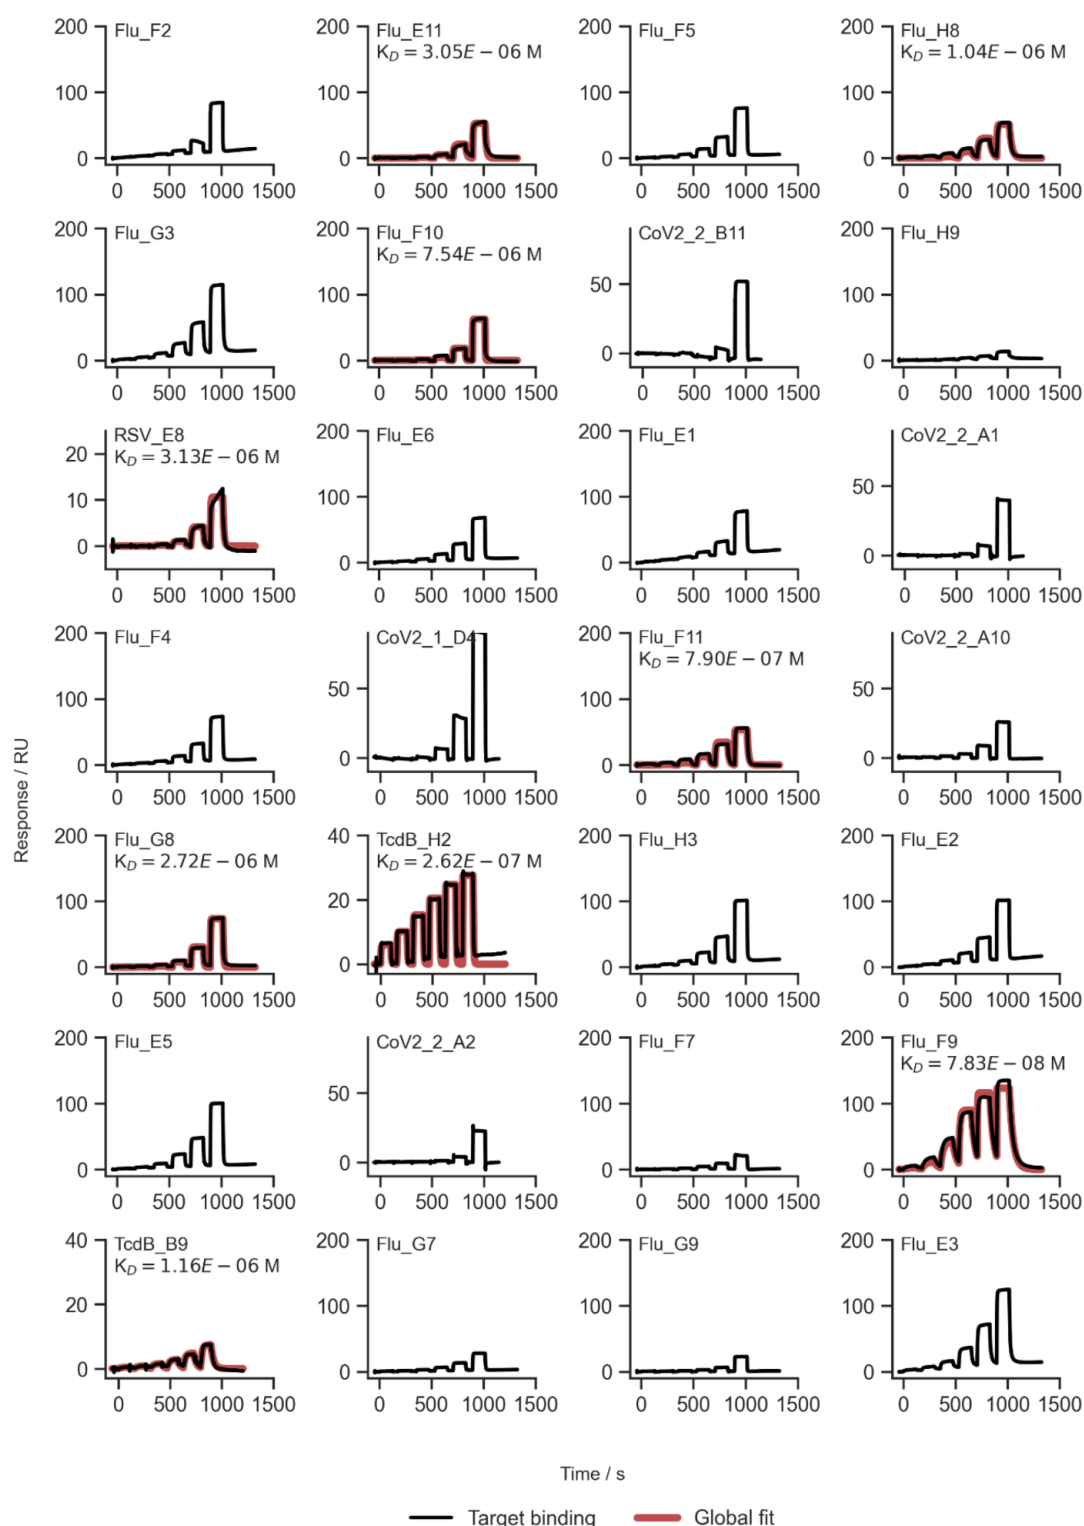 Flu_F2
200
100
0
0 500 1000 1500
Flu_E11
K_D = 3.05E − 06 M
200
100
0
0 500 1000 1500
Flu_F5
200
100
0
0 500 1000 1500
Flu_H8
K_D = 1.04E − 06 M
200
100
0
0 500 1000 1500
Flu_G3
200
100
0
0 500 1000 1500
Flu_F10
K_D = 7.54E − 06 M
200
100
0
0 500 1000 1500
CoV2_2_B11
50
0
0 500 1000 1500
Flu_H9
200
100
0
0 500 1000 1500
RSV_E8
K_D = 3.13E − 06 M
20
10
0
0 500 1000 1500
Flu_E6
200
100
0
0 500 1000 1500
Flu_E1
200
100
0
0 500 1000 1500
CoV2_2_A1
50
0
0 500 1000 1500
Flu_F4
200
100
0
0 500 1000 1500
CoV2_1_D4
50
0
0 500 1000 1500
Flu_F11
K_D = 7.90E − 07 M
200
100
0
0 500 1000 1500
CoV2_2_A10
50
0
0 500 1000 1500
Response / RU
Flu_G8
K_D = 2.72E − 06 M
200
100
0
0 500 1000 1500
TcdB_H2
K_D = 2.62E − 07 M
40
20
0
0 500 1000 1500
Flu_H3
200
100
0
0 500 1000 1500
Flu_E2
200
100
0
0 500 1000 1500
Flu_E5
200
100
0
0 500 1000 1500
CoV2_2_A2
50
0
0 500 1000 1500
Flu_F7
200
100
0
0 500 1000 1500
Flu_F9
K_D = 7.83E − 08 M
200
100
0
0 500 1000 1500
TcdB_B9
K_D = 1.16E − 06 M
40
20
0
0 500 1000 1500
Flu_G7
200
100
0
0 500 1000 1500
Flu_G9
200
100
0
0 500 1000 1500
Flu_E3
200
100
0
0 500 1000 1500
Time / s
Target binding
Global fit